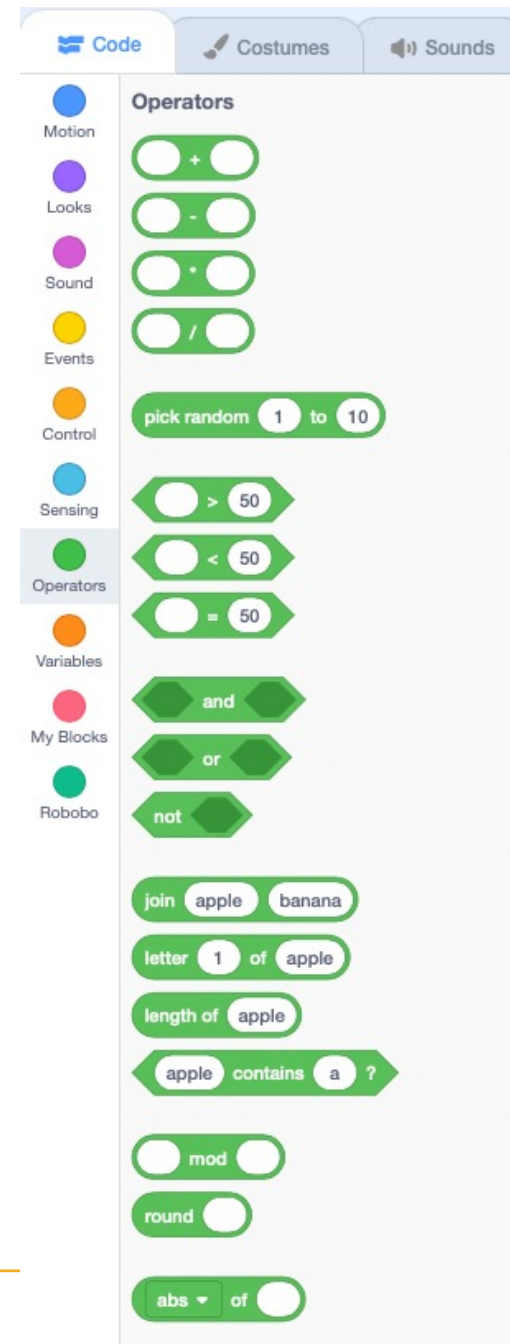 Code Costumes Sounds
Motion
Looks
Sound
Events
Control
Sensing
Operators
Variables
My Blocks
Robobo
Operators
+
-
*
/
pick random 1 to 10
> 50
< 50
= 50
and
or
not
join apple banana
letter 1 of apple
length of apple
apple contains a ?
mod
round
abs of